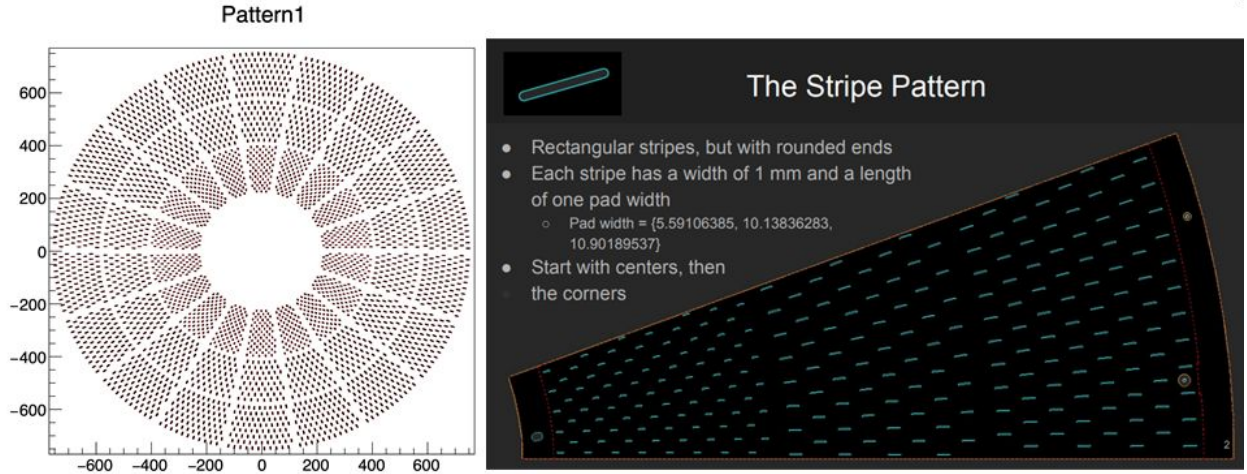 Pattern1
600
400
200
0
−200
−400
−600
−600 −400 −200 0 200 400 600
The Stripe Pattern
● Rectangular stripes, but with rounded ends
● Each stripe has a width of 1 mm and a length
of one pad width
○ Pad width = {5.59106385, 10.13836283,
10.90189537}
● Start with centers, then
● the corners
2